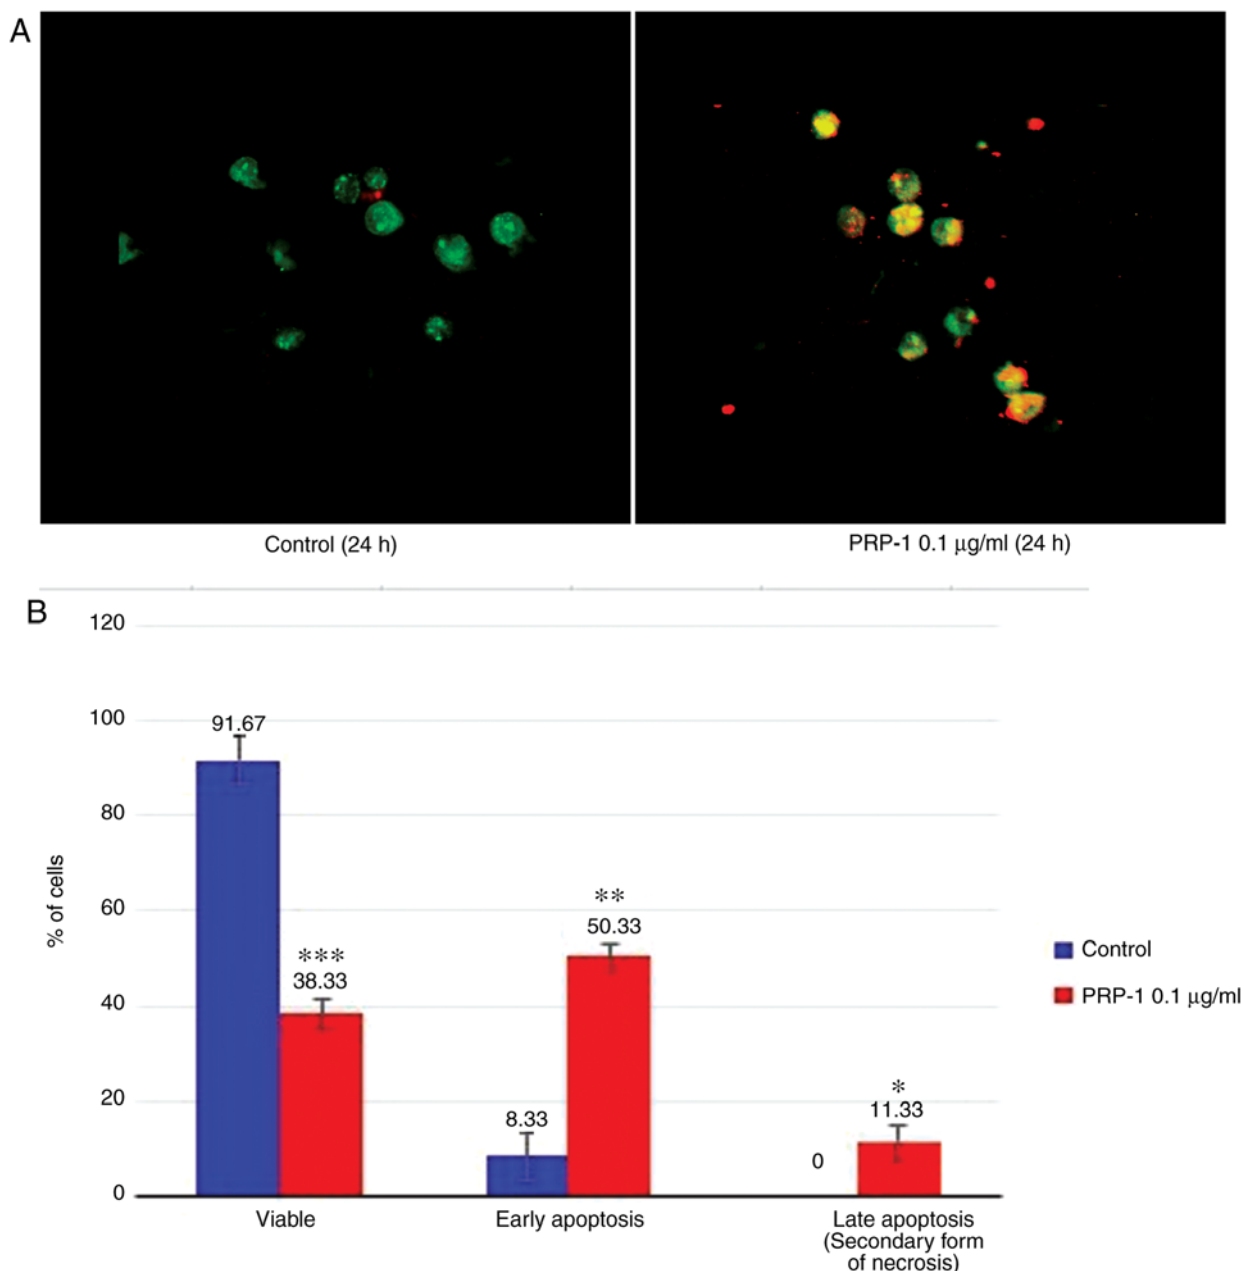 A
Control (24 h)
PRP-1 0.1 μg/ml (24 h)
B
120
100
80
60
40
20
0
% of cells
91.67
***
38.33
8.33
**
50.33
0
*
11.33
Viable
Early apoptosis
Late apoptosis
(Secondary form
of necrosis)
Control
PRP-1 0.1 μg/ml